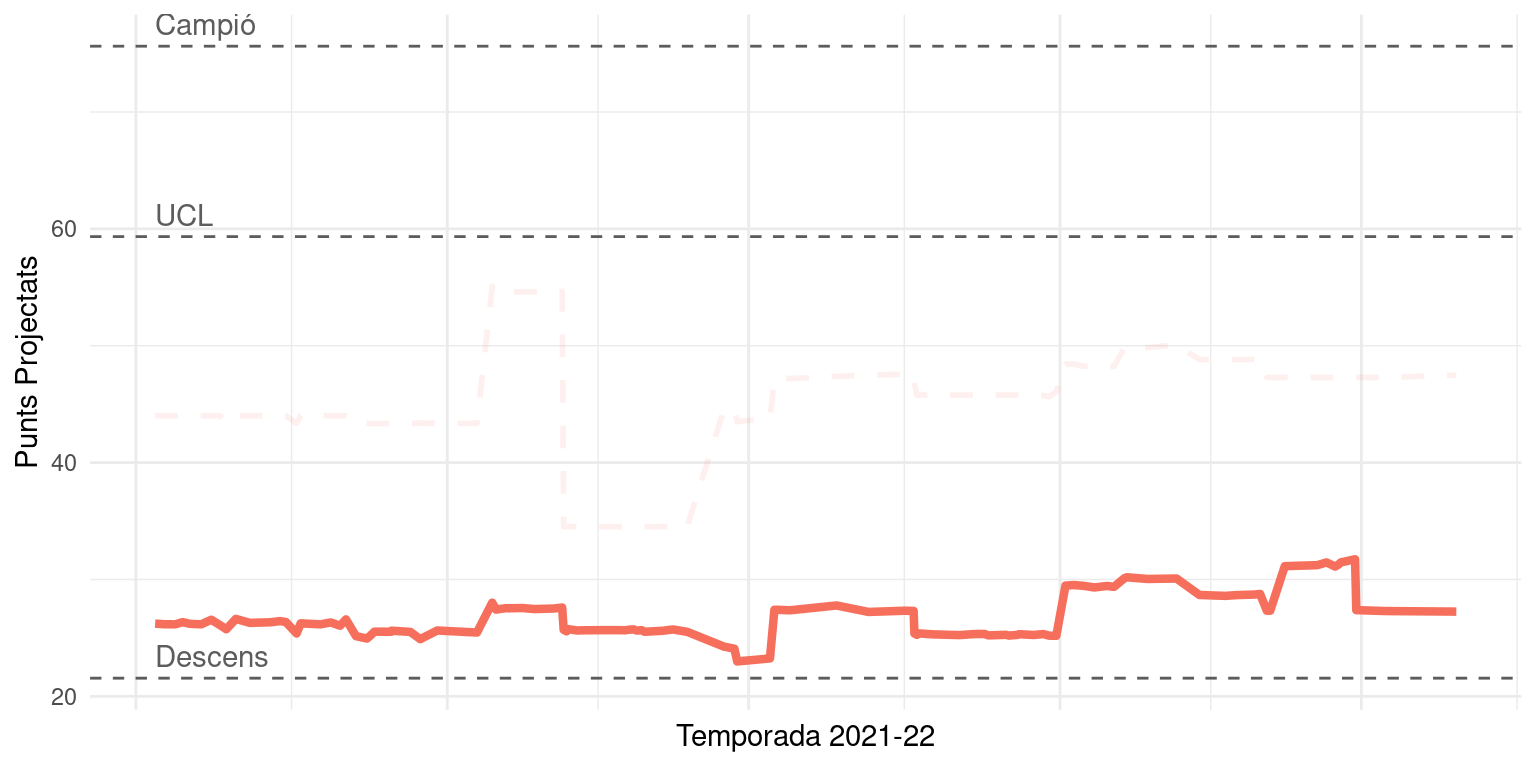 Campió
UCL
60
40
Descens
20
Punts Projectats
Temporada 2021-22